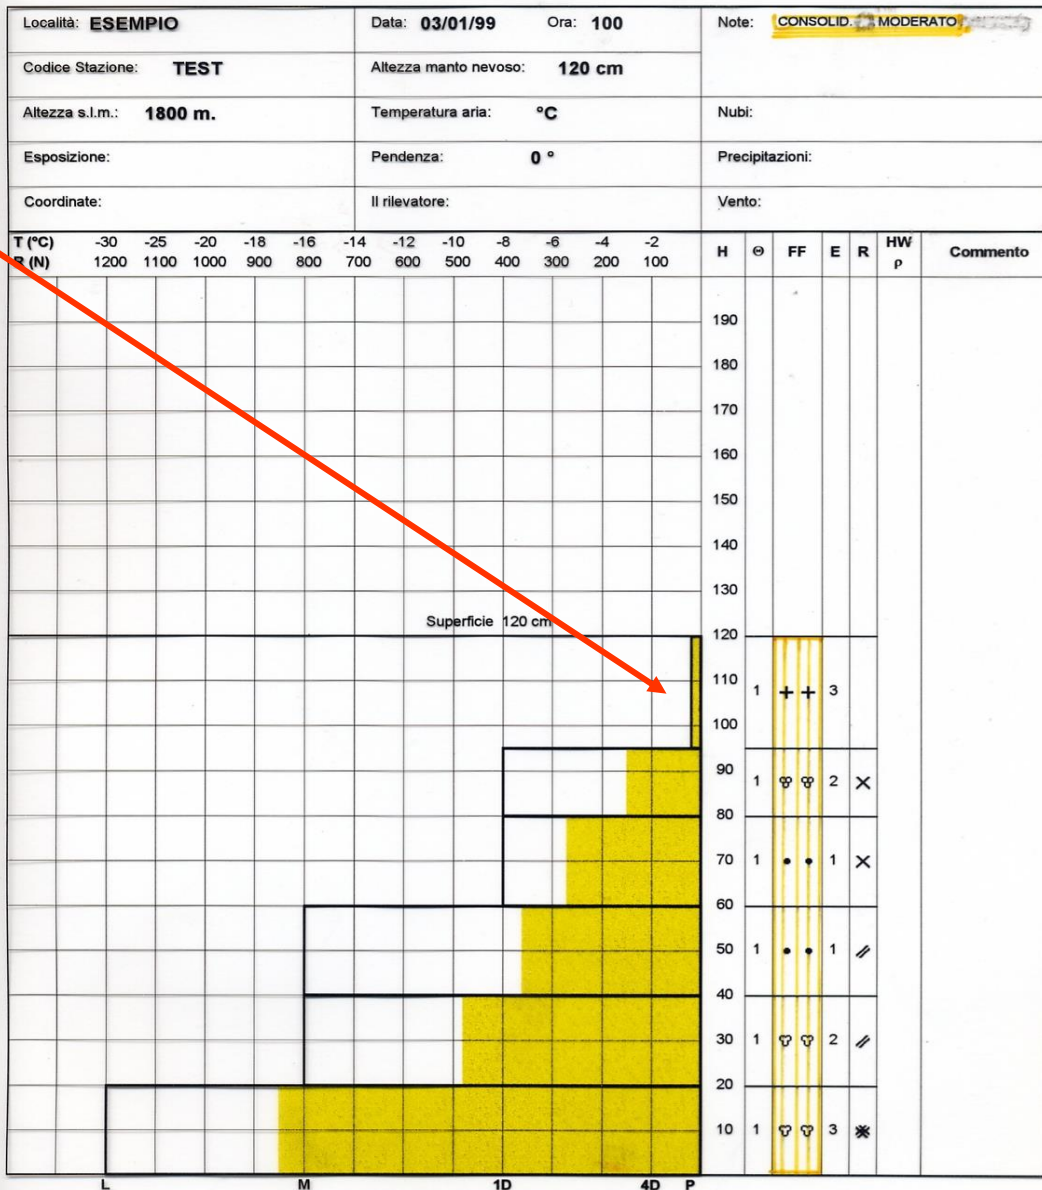 Località: ESEMPIO Data: 03/01/99 Ora: 100 Note: CONSOLID. MODERATO
Codice Stazione: TEST Altezza manto nevoso: 120 cm
Altezza s.l.m.: 1800 m. Temperatura aria: °C Nubi:
Esposizione: Pendenza: 0 ° Precipitazioni:
Coordinate: Il rilevatore: Vento:
T (°C) -30 -25 -20 -18 -16 -14 -12 -10 -8 -6 -4 -2
R (N) 1200 1100 1000 900 800 700 600 500 400 300 200 100
H Θ FF E R HW ρ Commento
190
180
170
160
150
140
130
Superficie 120 cm
120
110 1 + + 3
100
90 1 2
80
70 1 • • 1
60
50 1 • • 1
40
30 1 2
20
10 1 3
L M 1D 4D P